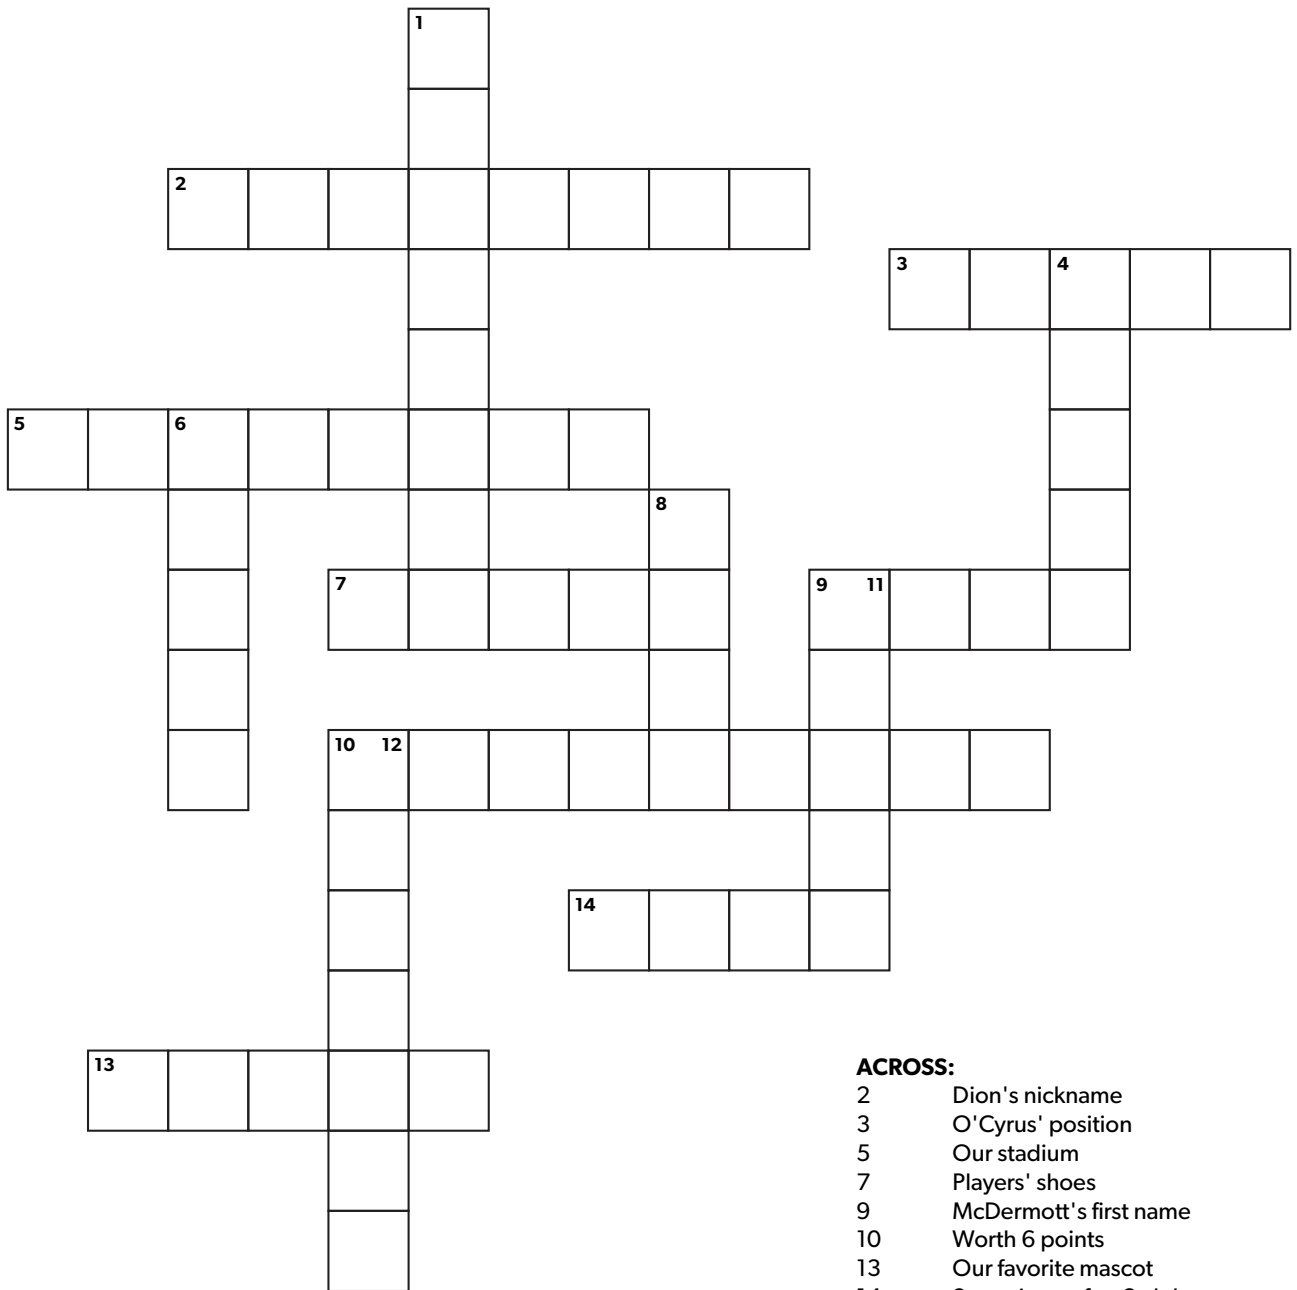 1
2
3 4
5 6
8
7
9 11
10 12
14
13
ACROSS:
2 Dion's nickname
3 O'Cyrus' position
5 Our stadium
7 Players' shoes
9 McDermott's first name
10 Worth 6 points
13 Our favorite mascot